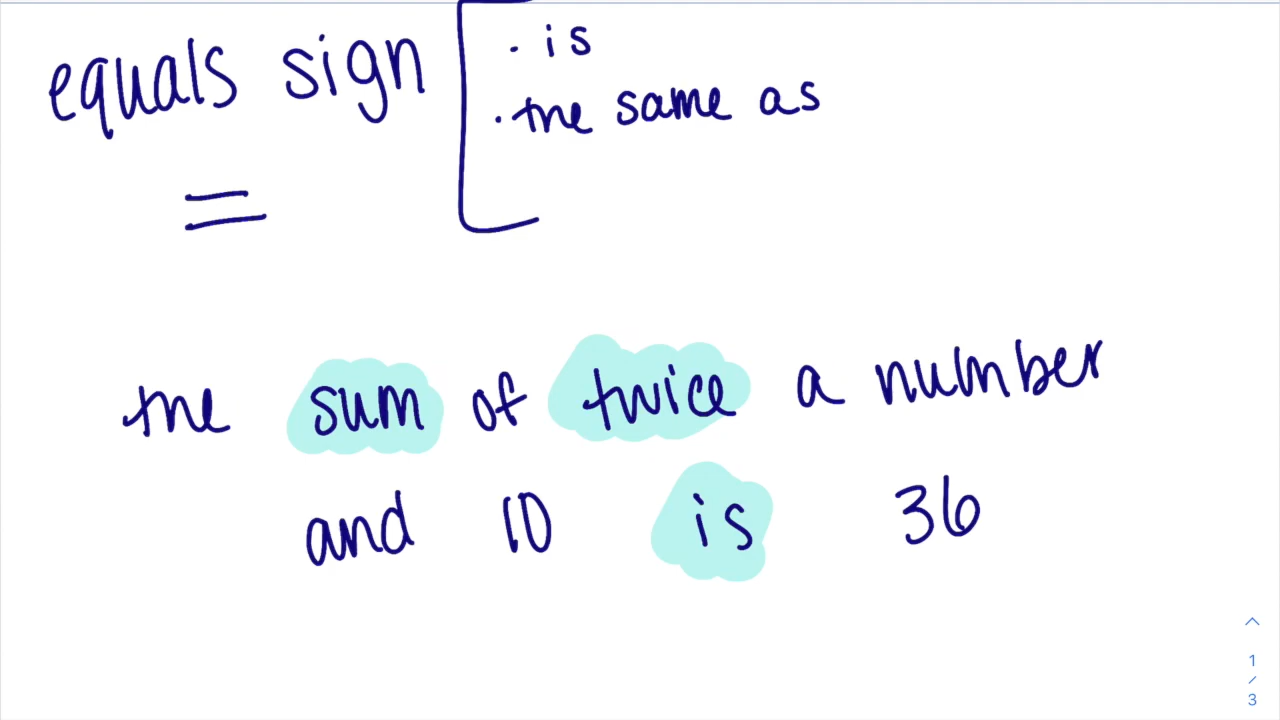 equals sign
• is
• the same as
=
the sum of twice a number
and 10 is 36
1
/
3